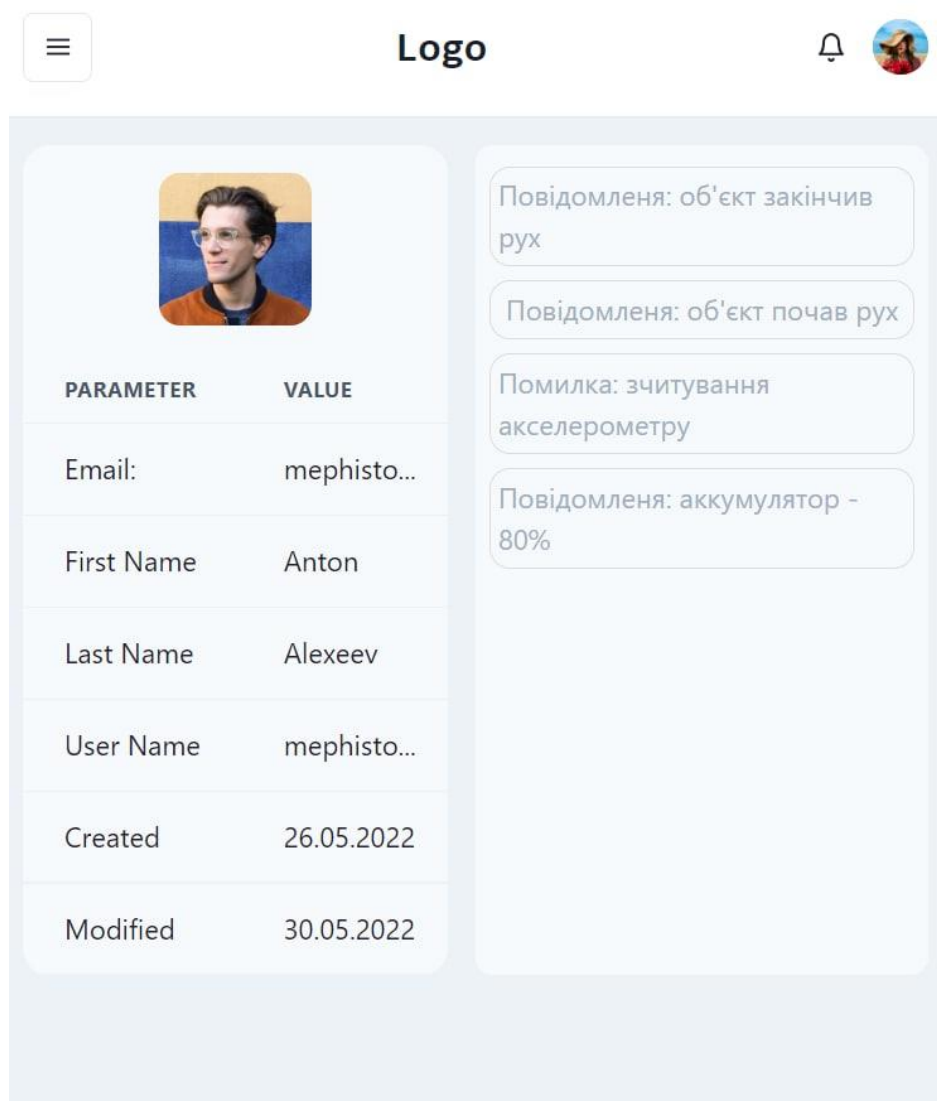 Logo
PARAMETER VALUE
Email: mephisto...
First Name Anton
Last Name Alexeev
User Name mephisto...
Created 26.05.2022
Modified 30.05.2022
Повідомленя: об'єкт закінчив
рух
Повідомленя: об'єкт почав рух
Помилка: зчитування
акселерометру
Повідомленя: аккумулятор -
80%